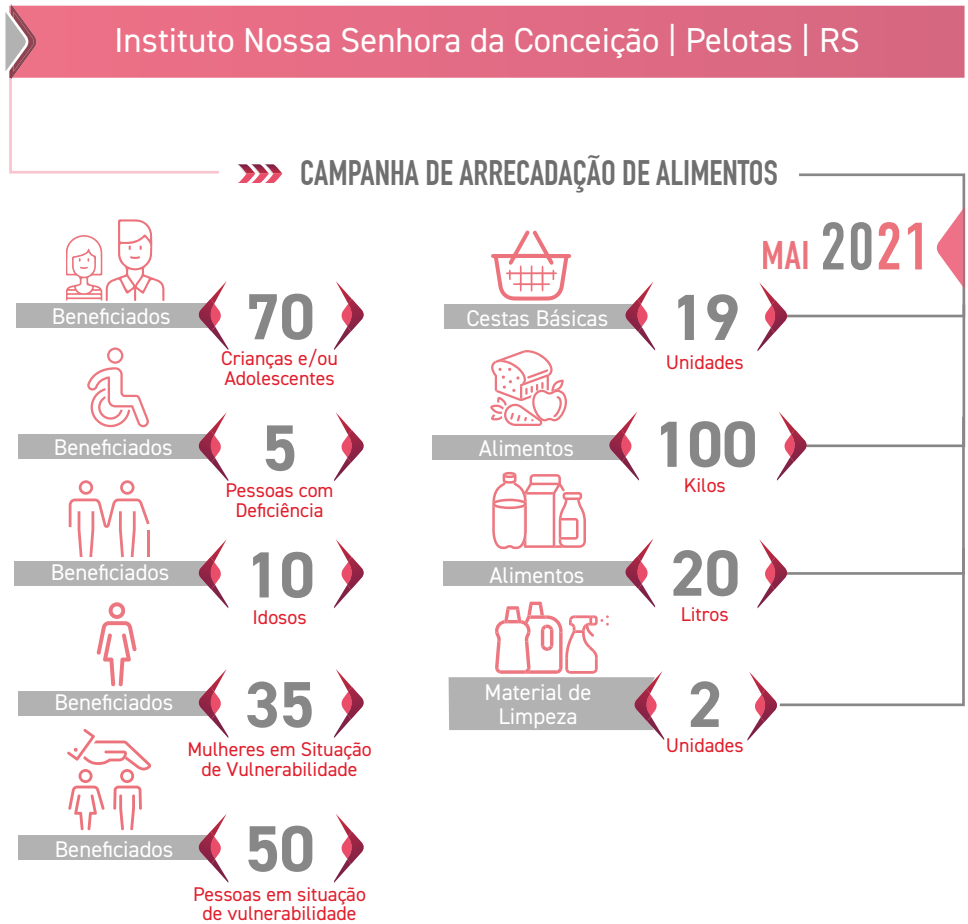 Instituto Nossa Senhora da Conceição | Pelotas | RS
CAMPANHA DE ARRECADAÇÃO DE ALIMENTOS
MAI 2021
Beneficiados
70
Crianças e/ou
Adolescentes
Beneficiados
5
Pessoas com
Deficiência
Beneficiados
10
Idosos
Beneficiados
35
Mulheres em Situação
de Vulnerabilidade
Beneficiados
50
Pessoas em situação
de vulnerabilidade
Cestas Básicas
19
Unidades
Alimentos
100
Kilos
Alimentos
20
Litros
Material de
Limpeza
2
Unidades